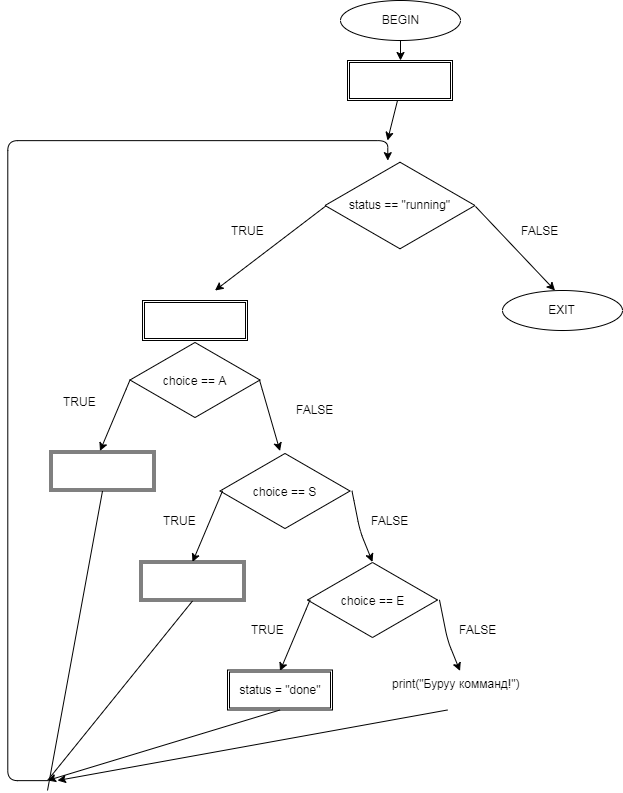 BEGIN
status == "running"
TRUE
FALSE
EXIT
choice == A
TRUE
FALSE
choice == S
TRUE
FALSE
choice == E
TRUE
FALSE
status = "done"
print("Буруу комманд!")